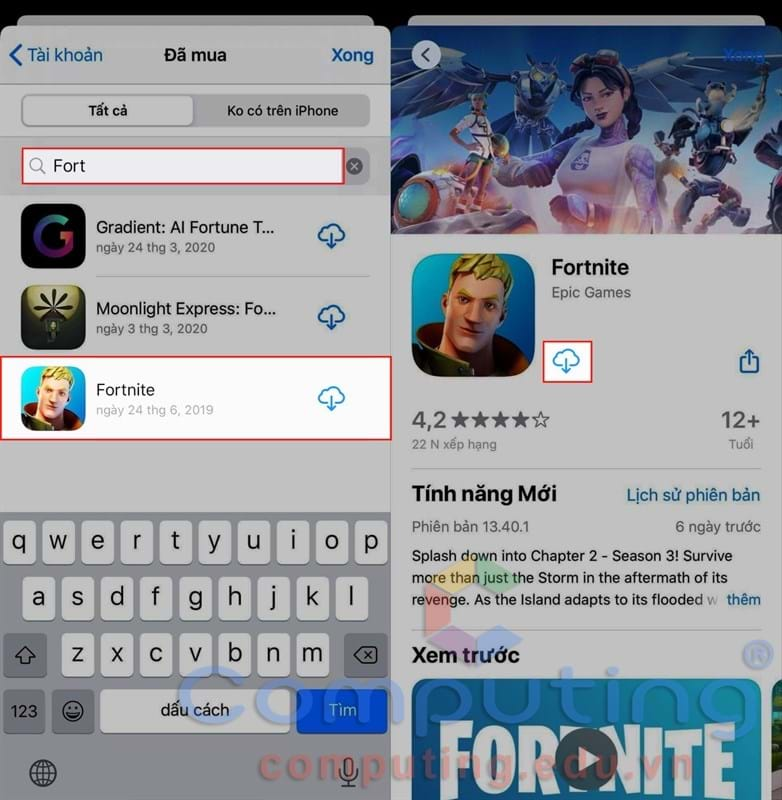 Tài khoản
Đã mua
Xong
Tất cả
Ko có trên iPhone
Fort
Gradient: AI Fortune T...
ngày 24 thg 3, 2020
Moonlight Express: Fo...
ngày 3 thg 3, 2020
Fortnite
ngày 24 thg 6, 2019
q w e r t y u i o p
a s d f g h j k l
z x c v b n m
123
dấu cách
Tìm
Xong
Fortnite
Epic Games
4,2
22 N xếp hạng
12+
Tuổi
Tính năng Mới
Lịch sử phiên bản
Phiên bản 13.40.1
6 ngày trước
Splash down into Chapter 2 - Season 3! Survive
more than just the Storm in the aftermath of its
revenge. As the Island adapts to its flooded w thêm
Xem trước
FORTNITE
Computing®
computing.edu.vn